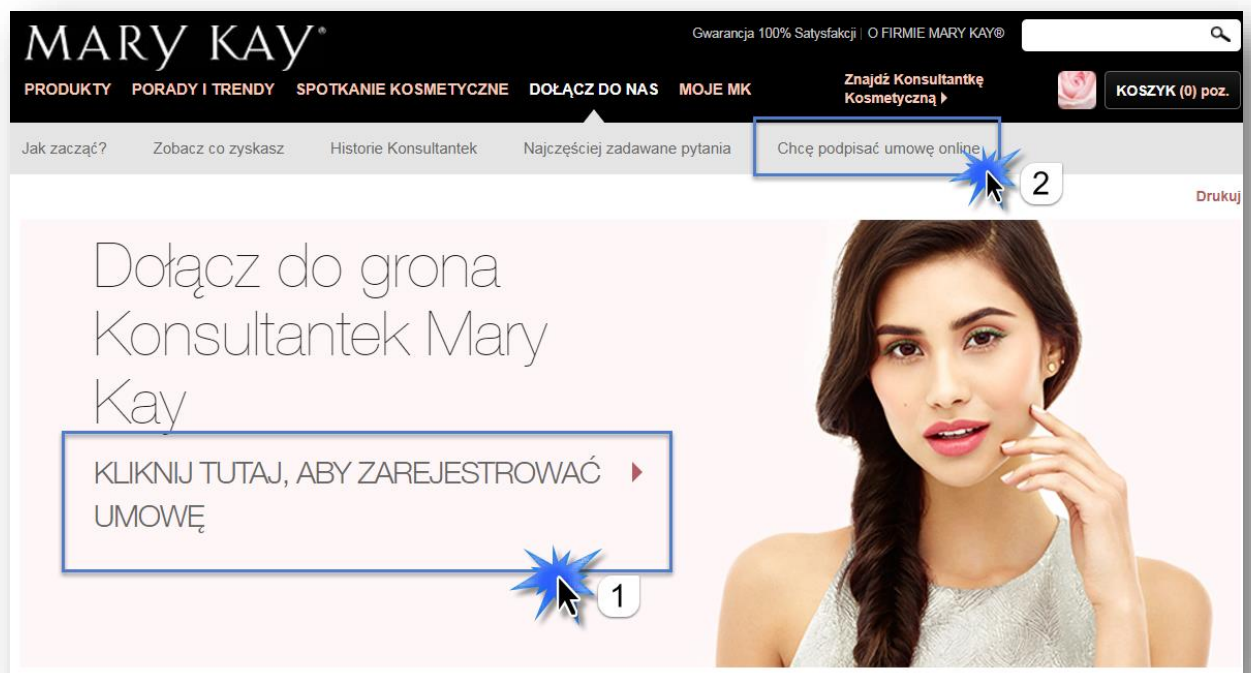 MARY KAY®
Gwarancja 100% Satysfakcji | O FIRMIE MARY KAY®
PRODUKTY PORADY I TRENDY SPOTKANIE KOSMETYCZNE DOŁĄCZ DO NAS MOJE MK
Znajdź Konsultantkę
Kosmetyczną
KOSZYK (0) poz.
Jak zacząć? Zobacz co zyskasz Historie Konsultantek Najczęściej zadawane pytania Chcę podpisać umowę online
2
Drukuj
Dołącz do grona
Konsultantek Mary
Kay
KLIKNIJ TUTAJ, ABY ZAREJESTROWAĆ
UMOWĘ
1